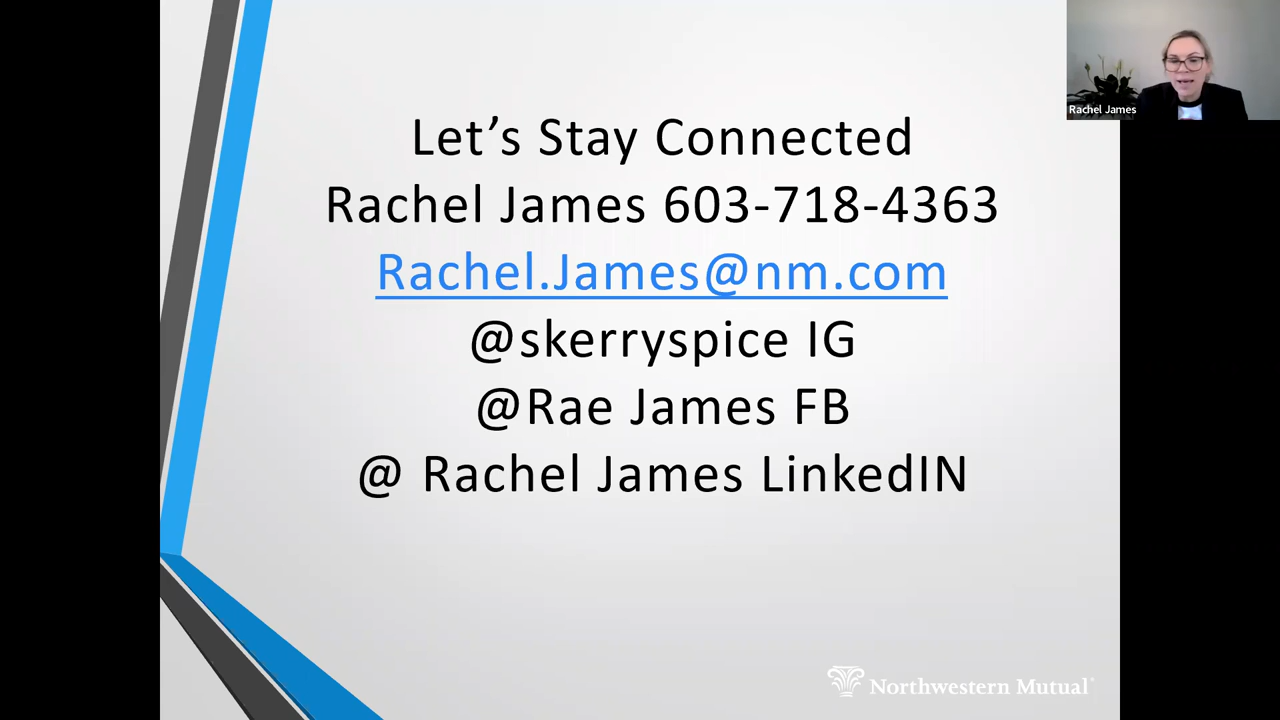 Rachel James
Let’s Stay Connected
Rachel James 603-718-4363
Rachel.James@nm.com
@skerryspice IG
@Rae James FB
@ Rachel James LinkedIN
Northwestern Mutual®